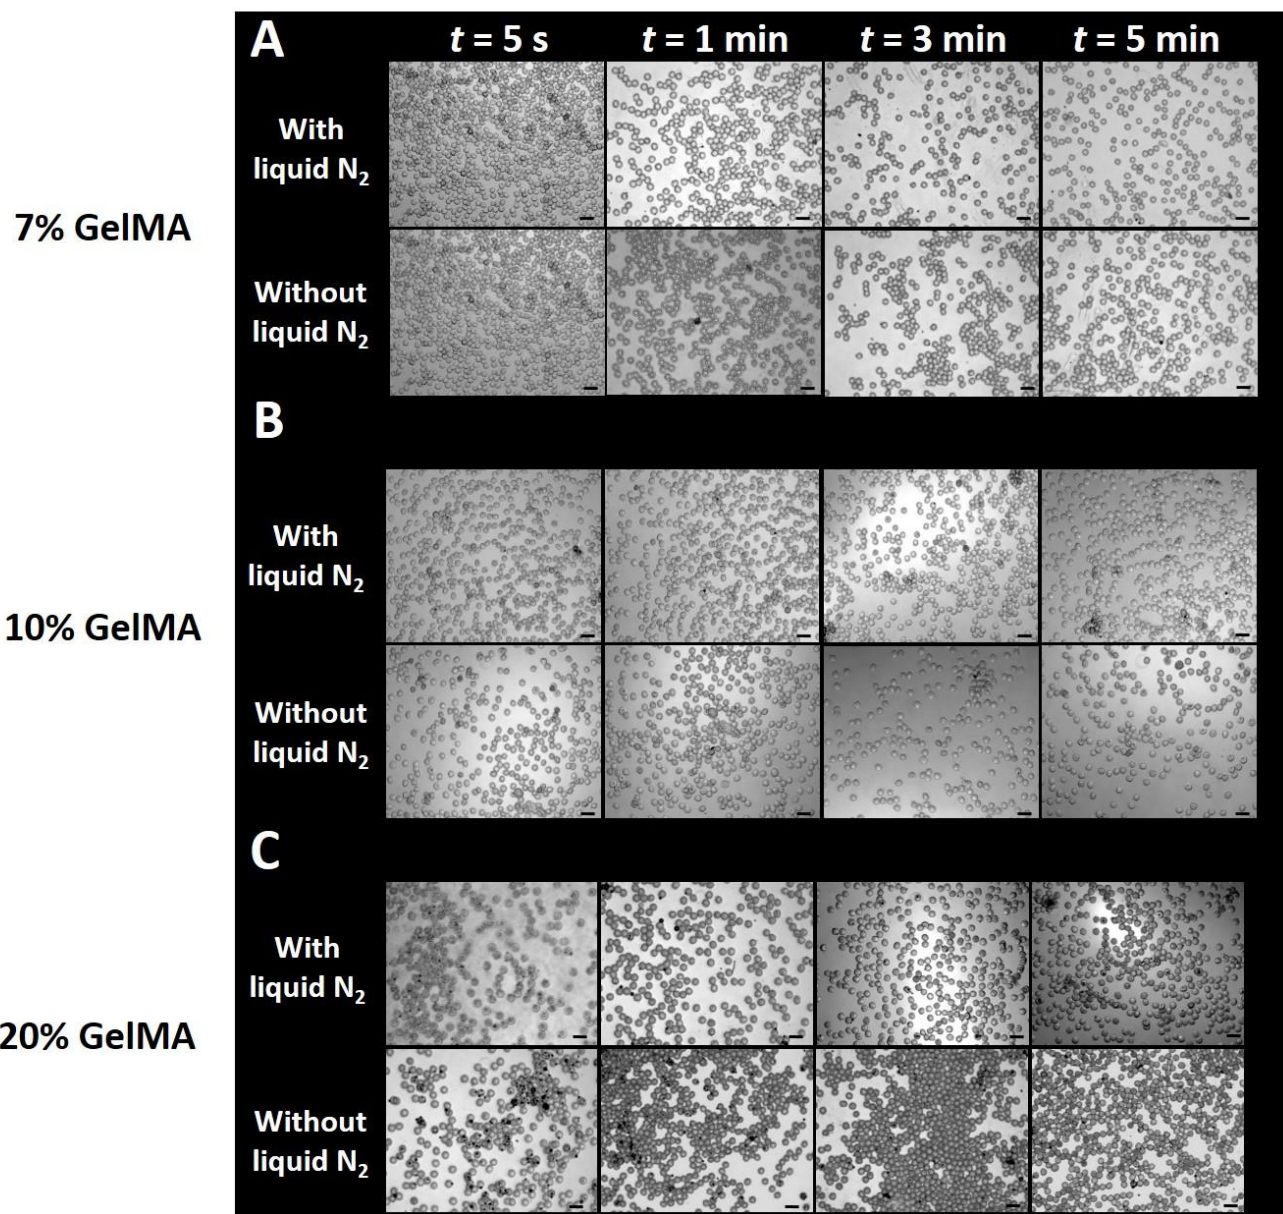 A
t = 5 s t = 1 min t = 3 min t = 5 min
With
liquid N₂
7% GelMA
Without
liquid N₂
B
With
liquid N₂
10% GelMA
Without
liquid N₂
C
With
liquid N₂
20% GelMA
Without
liquid N₂